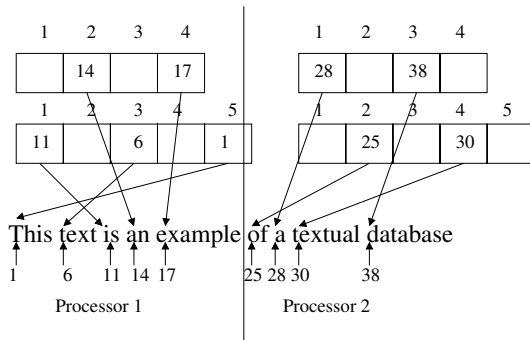 1 2 3 4 1 2 3 4
14 17 28 38
1 2 3 4 5 1 2 3 4 5
11 6 1 25 30
This text is an example of a textual database
1 6 11 14 17 25 28 30 38
Processor 1 Processor 2